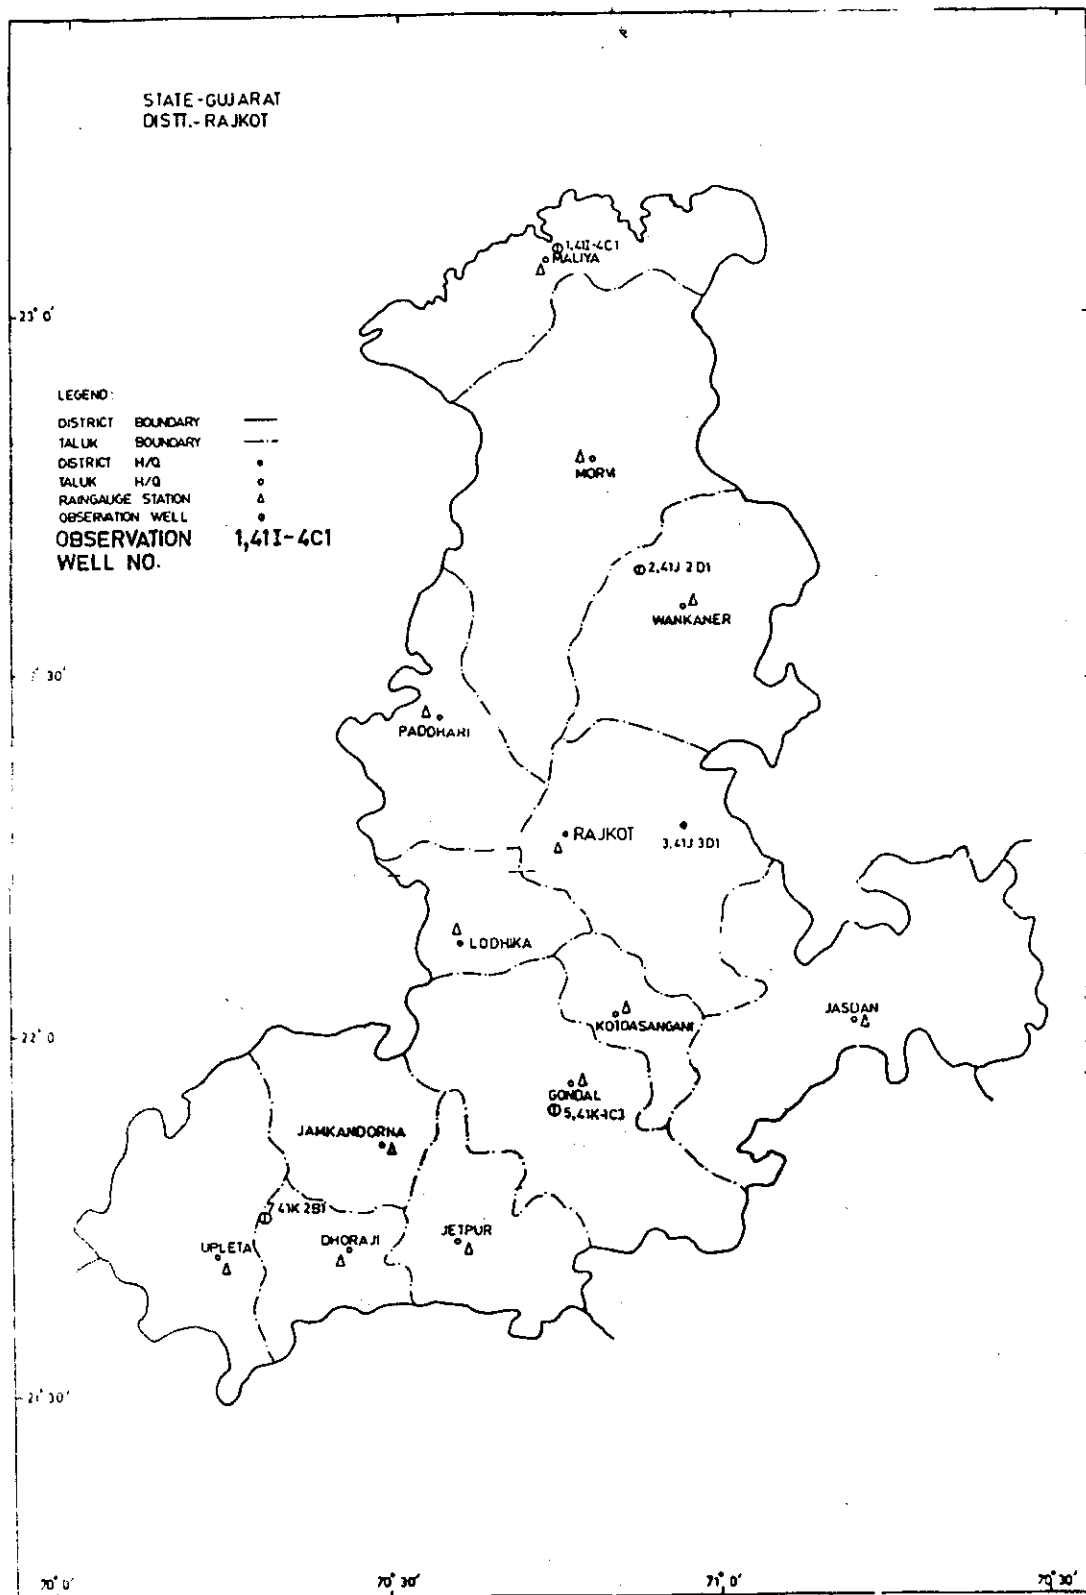 STATE-GUJARAT
DISTT.-RAJKOT
1,41I-4C1
MALIYA
23° 0'
LEGEND:
DISTRICT BOUNDARY
TALUK BOUNDARY
DISTRICT H/Q
TALUK H/Q
RAINGAUGE STATION
OBSERVATION WELL
OBSERVATION 1,41I-4C1
WELL NO.
MORVI
2,41J 2D1
WANKANER
30'
PADDHARI
RAJKOT
3,41J 3D1
LODHIKA
KOTDASANGANI
JASDAN
22° 0
GONDAL
5,41K-1C3
JAMKANDORNA
7,41K 2B1
UPLETA
DHORAJI
JETPUR
21° 30'
70° 0'
70° 30'
71° 0'
70° 30'